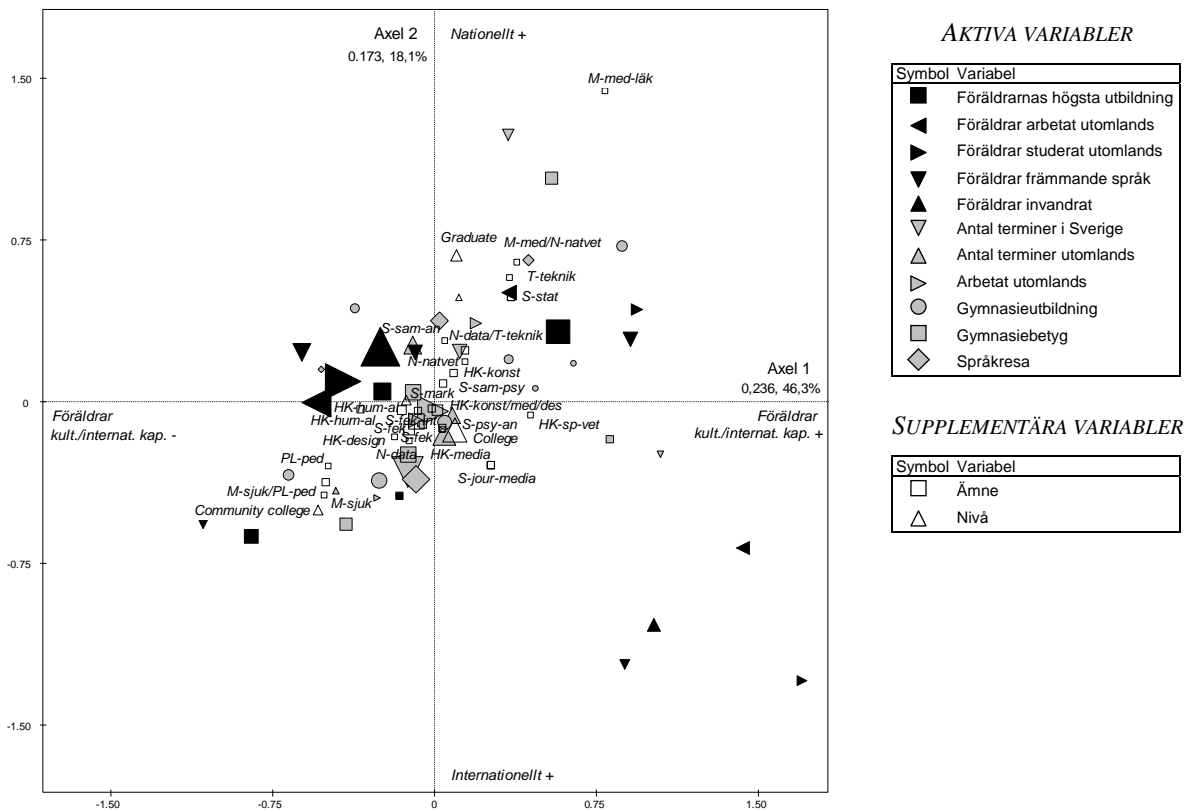 Axel 2
0.173, 18,1%
Nationellt +
1.50
M-med-läk
0.75
Graduate
M-med/N-natvet
T-teknik
S-stat
S-sam-an
N-data/T-teknik
N-natvet
HK-konst
S-sam-psy
Axel 1
0,236, 46,3%
S-mark
0
Föräldrar
kult./internat. kap. -
HK-hum-an
HK-konst/med/des
HK-hum-al
S-fek-int
S-psy-an
HK-sp-vet
Föräldrar
kult./internat. kap. +
S-fek
S-fek
College
HK-design
N-data
HK-media
PL-ped
S-jour-media
M-sjuk/PL-ped
M-sjuk
Community college
-0.75
-1.50
Internationellt +
-1.50
-0.75
0
0.75
1.50
AKTIVA VARIABLER
Symbol Variabel
Föräldrarnas högsta utbildning
Föräldrar arbetat utomlands
Föräldrar studerat utomlands
Föräldrar främmande språk
Föräldrar invandrat
Antal terminer i Sverige
Antal terminer utomlands
Arbetat utomlands
Gymnasieutbildning
Gymnasiebetyg
Språkresa
SUPPLEMENTÄRA VARIABLER
Symbol Variabel
Ämne
Nivå